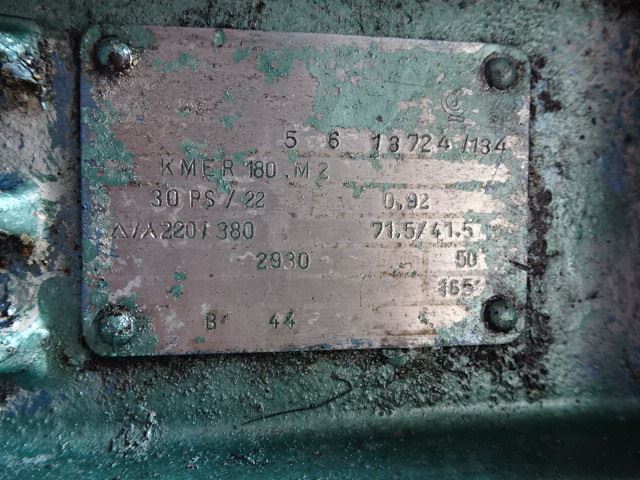 5 6 13724/134
KMER 180.M2
30 PS/22 0,92
△/人 220/380 71.5/41.5
2930 50
165
B 44